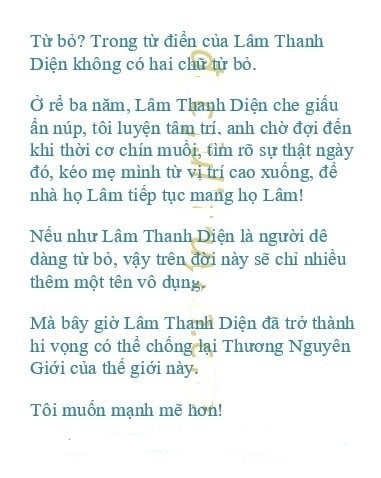 Từ bỏ? Trong từ điển của Lâm Thanh
Diện không có hai chữ từ bỏ.
Ở rể ba năm, Lâm Thanh Diện che giấu
ẩn núp, tôi luyện tâm trí, anh chờ đợi đến
khi thời cơ chín muồi, tìm rõ sự thật ngày
đó, kéo mẹ mình từ vị trí cao xuống, để
nhà họ Lâm tiếp tục mang họ Lâm!
Nếu như Lâm Thanh Diện là người dễ
dàng từ bỏ, vậy trên đời này sẽ chỉ nhiều
thêm một tên vô dụng.
Mà bây giờ Lâm Thanh Diện đã trở thành
hi vọng có thể chống lại Thương Nguyên
Giới của thế giới này.
Tôi muốn mạnh mẽ hơn!